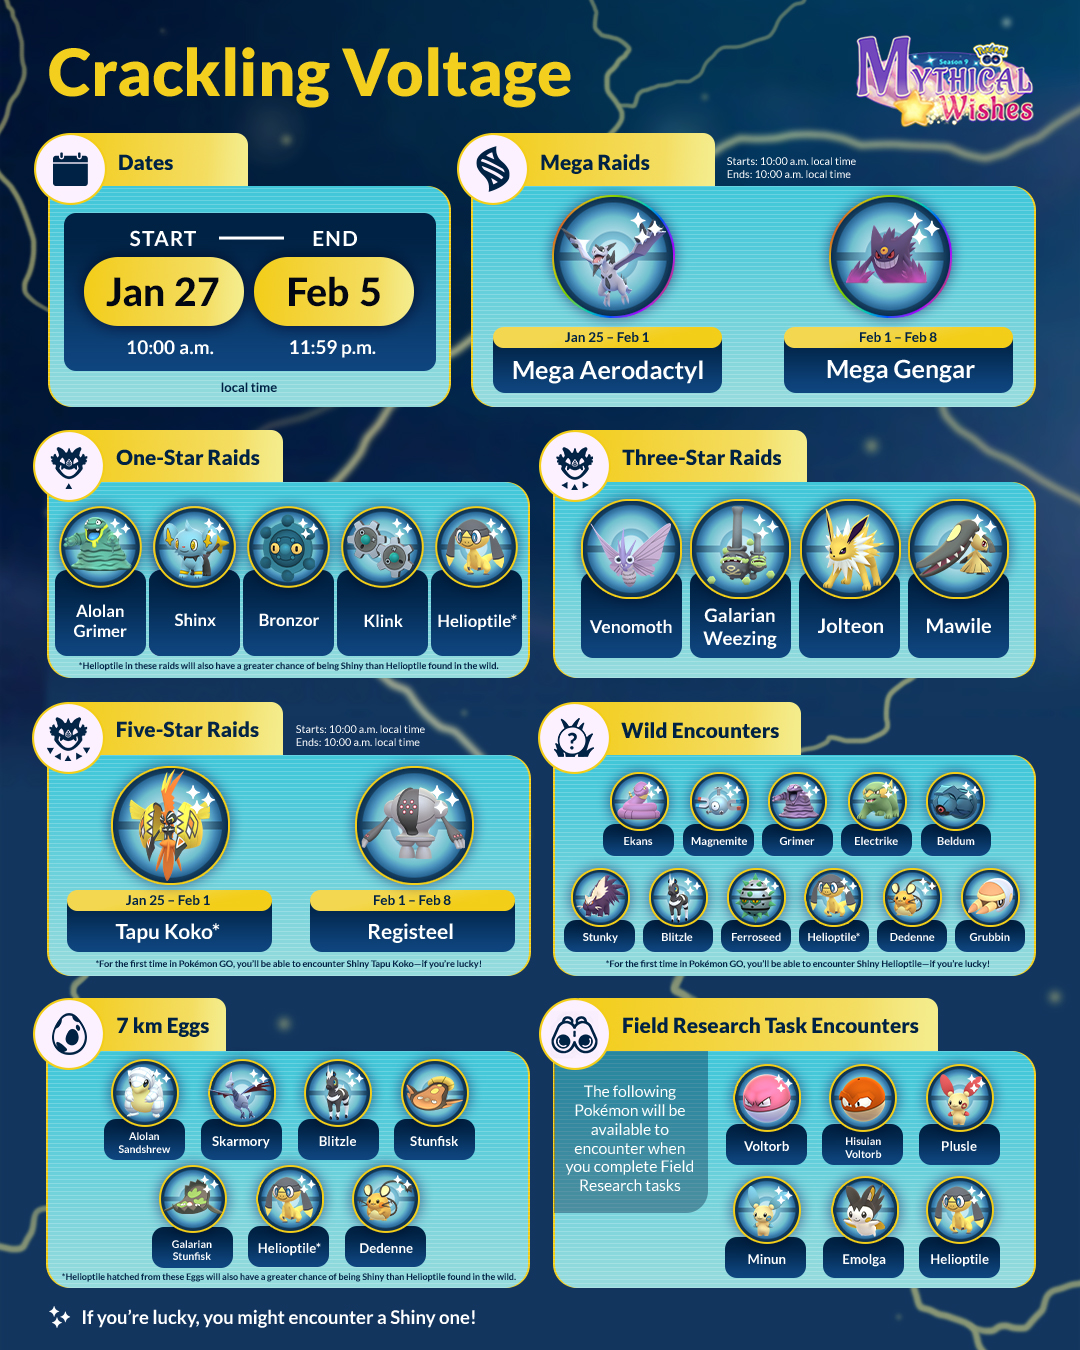 Crackling Voltage
Pokémon GO
Season 9
MYTHICAL
Wishes
Dates
START
END
Jan 27
Feb 5
10:00 a.m.
11:59 p.m.
local time
Mega Raids
Starts: 10:00 a.m. local time
Ends: 10:00 a.m. local time
Jan 25 – Feb 1
Mega Aerodactyl
Feb 1 – Feb 8
Mega Gengar
One-Star Raids
Alolan
Grimer
Shinx
Bronzor
Klink
Helioptile*
*Helioptile in these raids will also have a greater chance of being Shiny than Helioptile found in the wild.
Three-Star Raids
Venomoth
Galarian
Weezing
Jolteon
Mawile
Five-Star Raids
Starts: 10:00 a.m. local time
Ends: 10:00 a.m. local time
Jan 25 – Feb 1
Tapu Koko*
Feb 1 – Feb 8
Registeel
*For the first time in Pokémon GO, you'll be able to encounter Shiny Tapu Koko—if you're lucky!
Wild Encounters
?
Ekans
Magnemite
Grimer
Electrike
Beldum
Stunky
Blitzle
Ferroseed
Helioptile*
Dedenne
Grubbin
*For the first time in Pokémon GO, you'll be able to encounter Shiny Helioptile—if you're lucky!
7 km Eggs
Alolan
Sandshrew
Skarmory
Blitzle
Stunfisk
Galarian
Stunfisk
Helioptile*
Dedenne
*Helioptile hatched from these Eggs will also have a greater chance of being Shiny than Helioptile found in the wild.
Field Research Task Encounters
The following
Pokémon will be
available to
encounter when
you complete Field
Research tasks
Voltorb
Hisuian
Voltorb
Plusle
Minun
Emolga
Helioptile
If you're lucky, you might encounter a Shiny one!